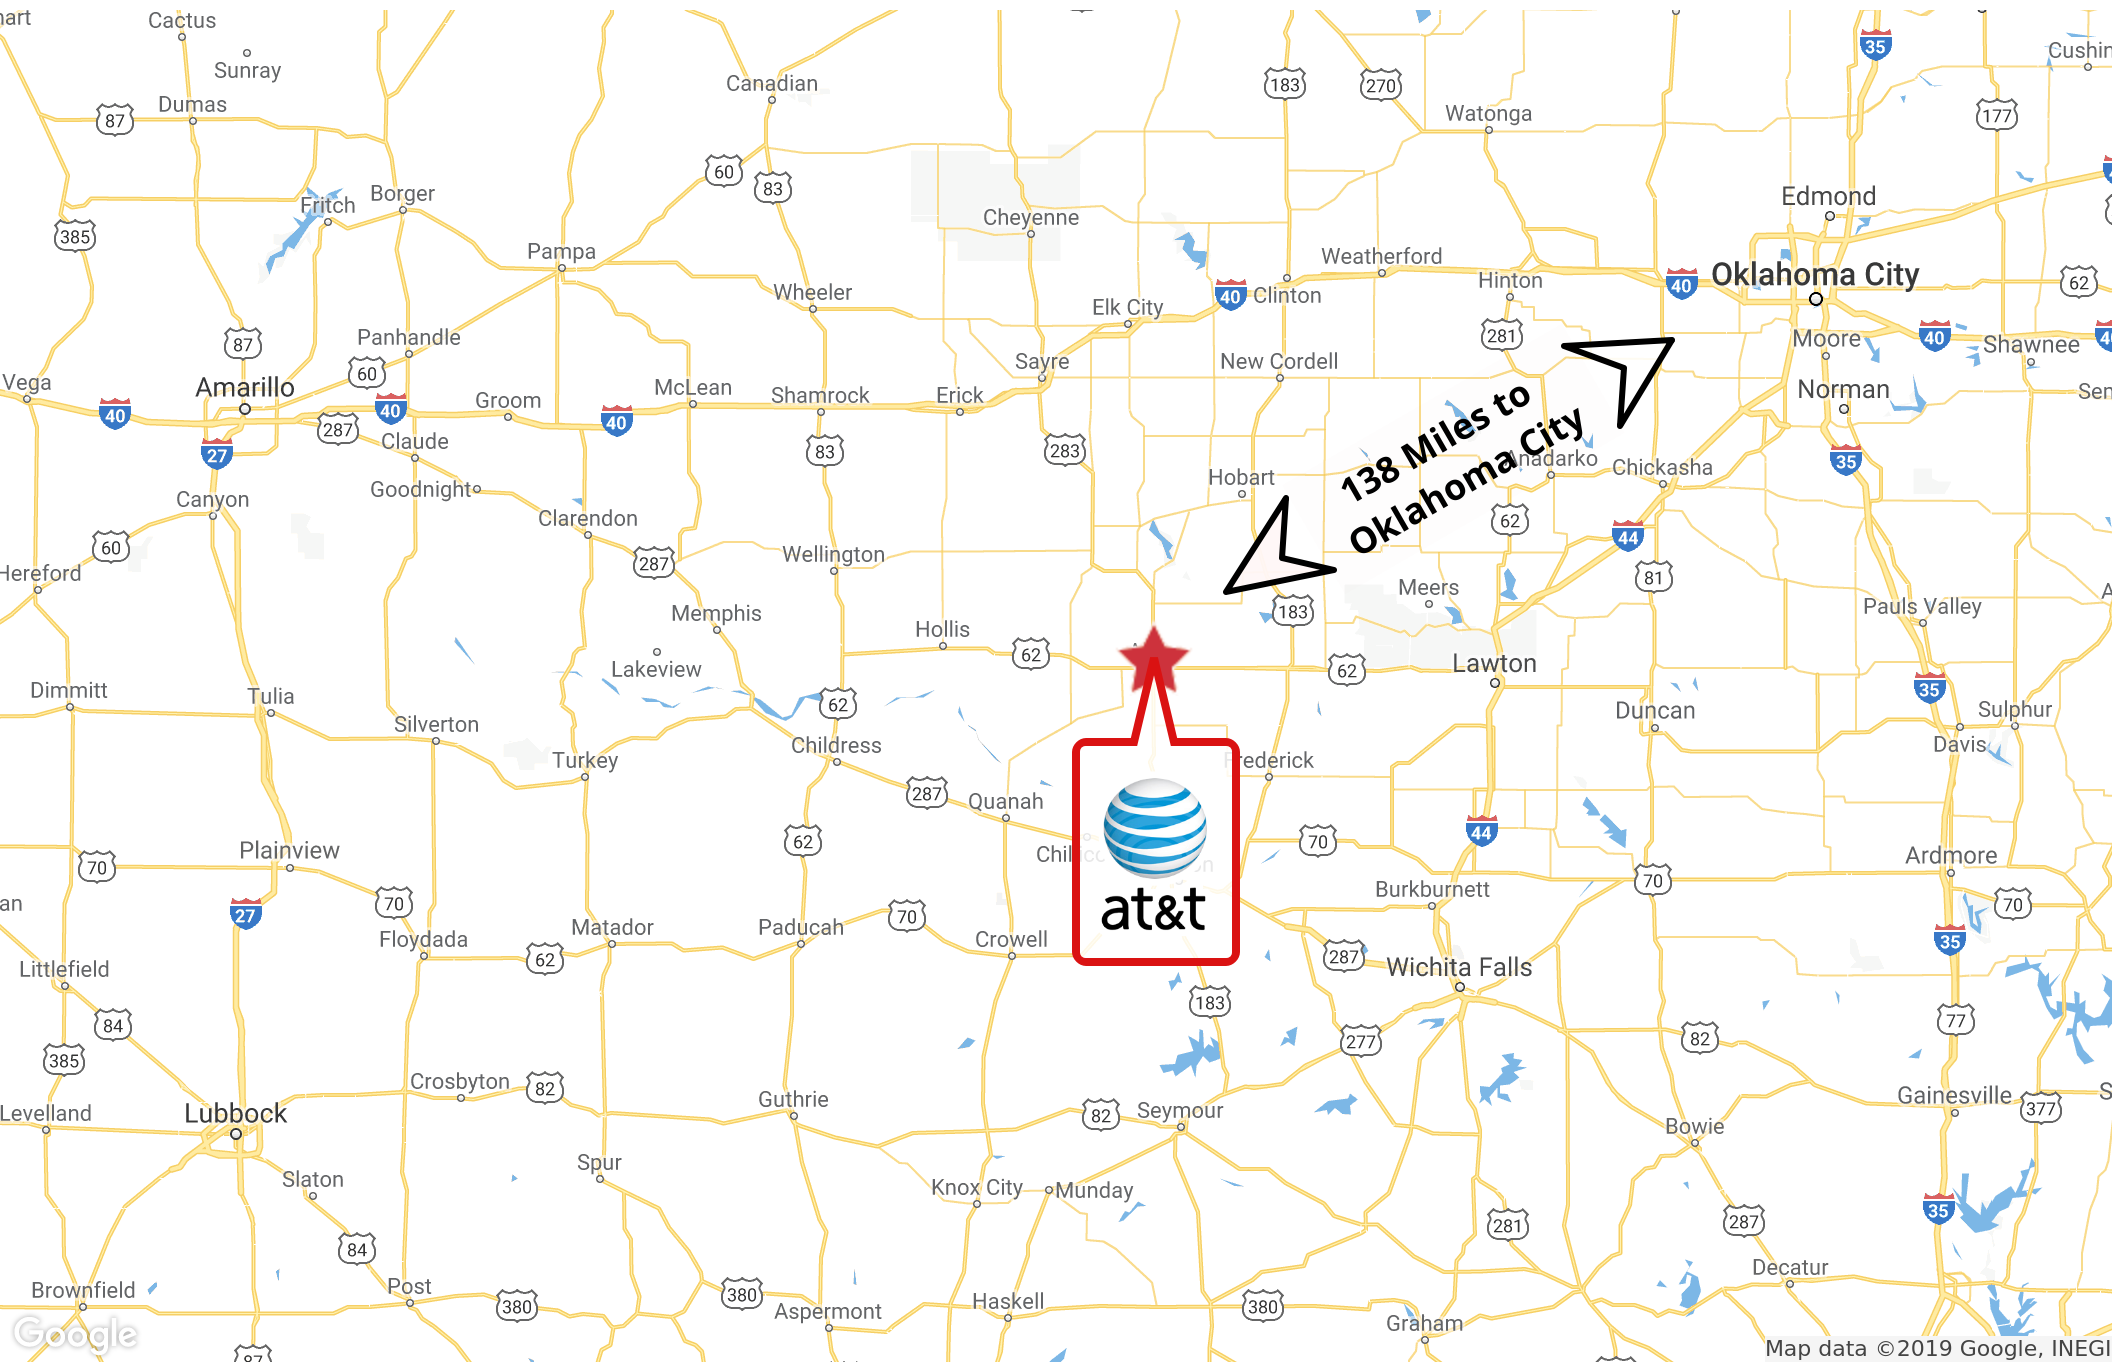 hart
Cactus
Sunray
Dumas
87
Canadian
183
270
Watonga
35
Cushin
177
60
83
385
Fritch
Borger
Pampa
Cheyenne
Edmond
Weatherford
Hinton
40
Oklahoma City
62
Wheeler
Elk City
40
Clinton
281
Moore
40
Shawnee
40
87
Panhandle
60
Vega
Amarillo
40
287
40
Groom
40
McLean
Shamrock
Erick
Sayre
New Cordell
Norman
Sen
138 Miles to
Oklahoma City
27
Claude
83
283
Hobart
Anadarko
Chickasha
35
Canyon
Goodnight
Clarendon
62
44
60
287
Wellington
Hereford
Meers
81
A
Memphis
183
Pauls Valley
Hollis
62
Lakeview
62
Lawton
Dimmitt
Tulia
62
35
Silverton
Duncan
Sulphur
Childress
Davis
Turkey
Frederick
287
Quanah
Chillico
at&t
70
44
Plainview
70
62
70
Burkburnett
Ardmore
70
an
27
70
Floydada
Matador
62
Paducah
70
Crowell
287
Wichita Falls
35
Littlefield
84
385
183
277
82
77
Levelland
Lubbock
Crosbyton
82
Guthrie
82
Seymour
Bowie
Gainesville
377
S
Slaton
Spur
Knox City
Munday
281
287
35
84
Brownfield
Post
380
380
Aspermont
Haskell
380
Graham
Decatur
Google
87
Map data ©2019 Google, INEGI